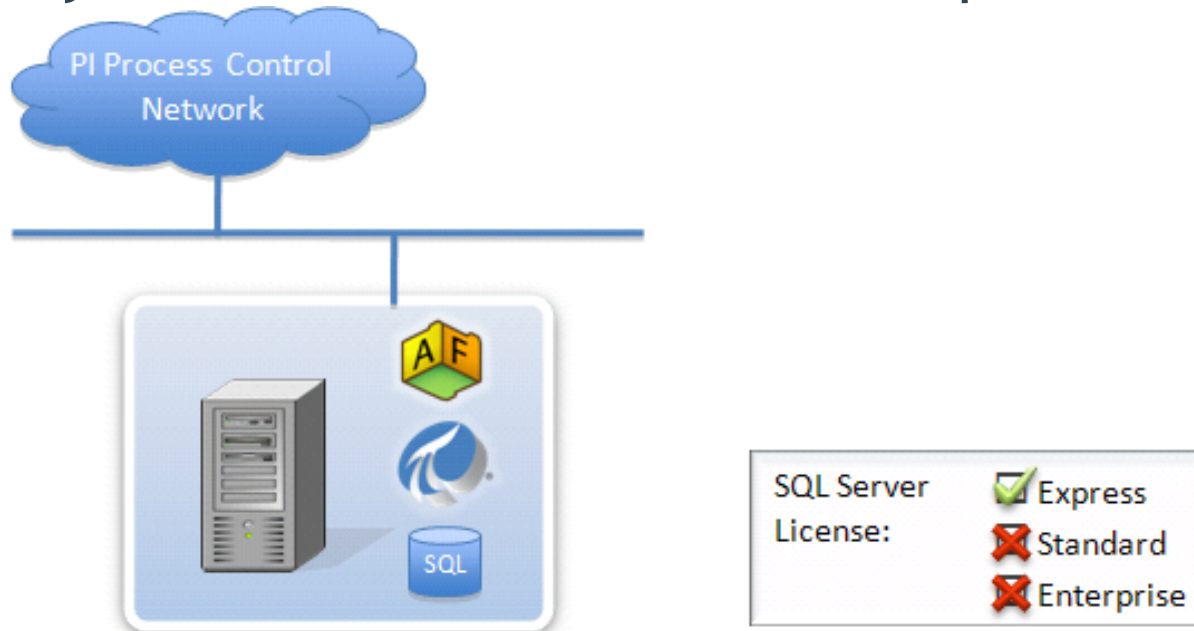 PI Process Control
Network
A F
SQL
SQL Server
License:
Express
Standard
Enterprise